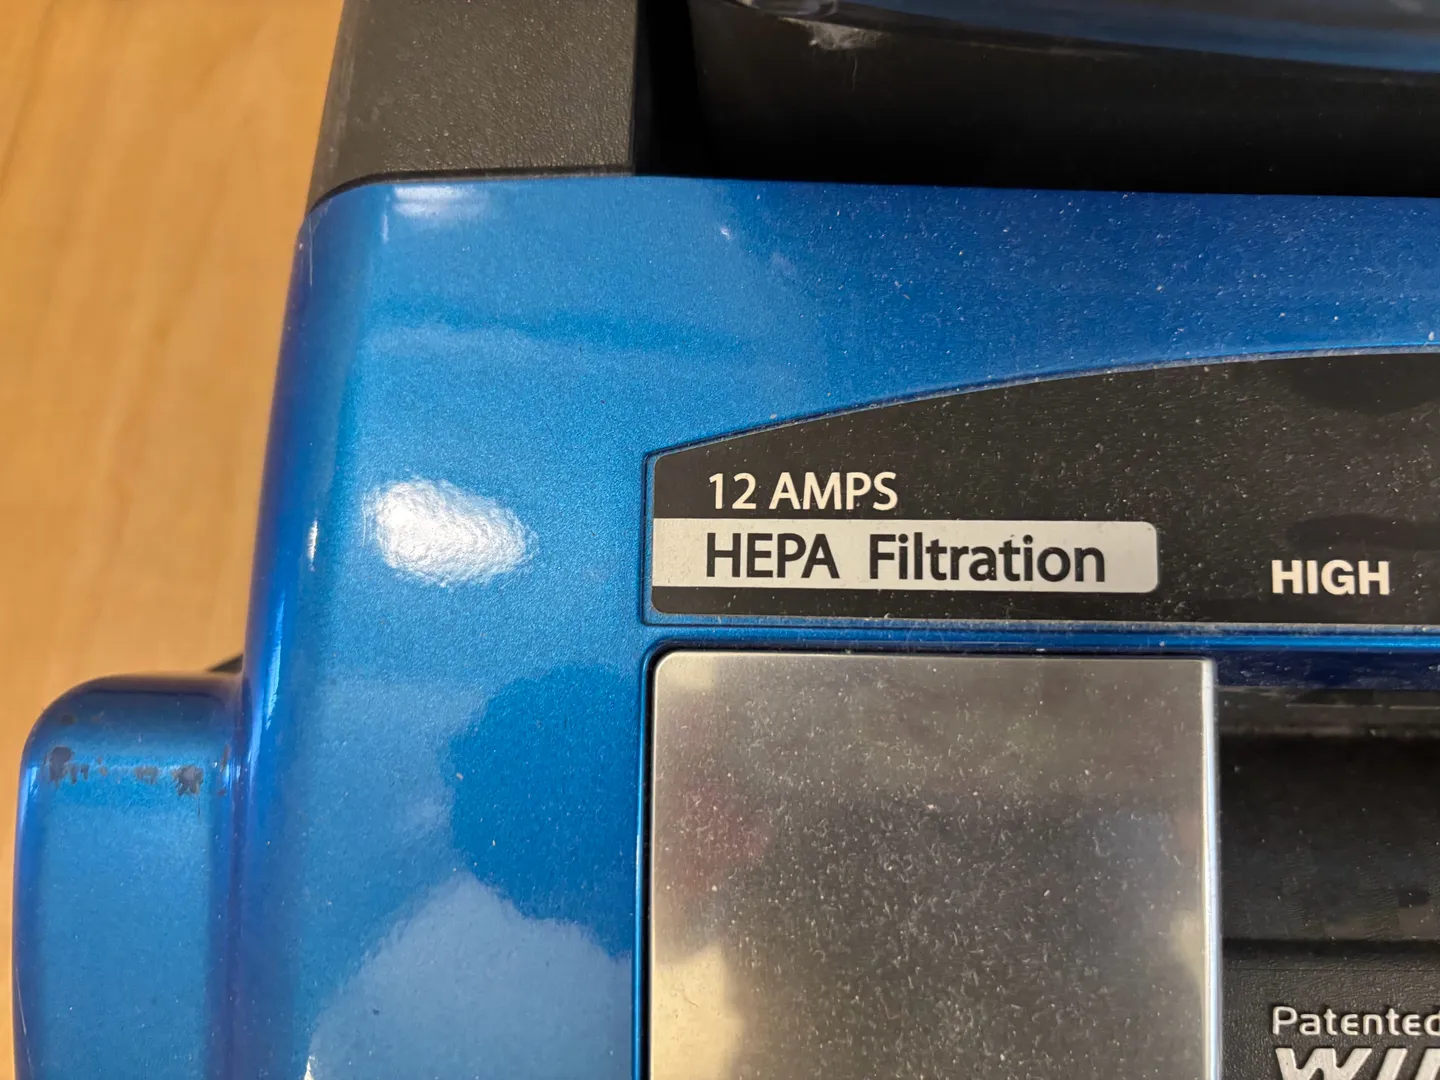 12 AMPS
HEPA Filtration
HIGH
Patented